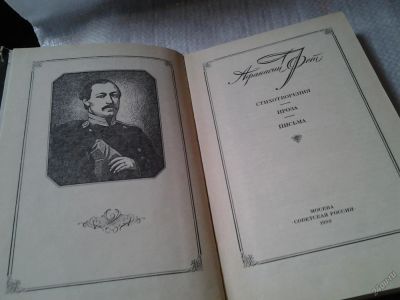 Афанасий Фет
СТИХОТВОРЕНИЯ
ПРОЗА
ПИСЬМА
МОСКВА
«СОВЕТСКАЯ РОССИЯ»